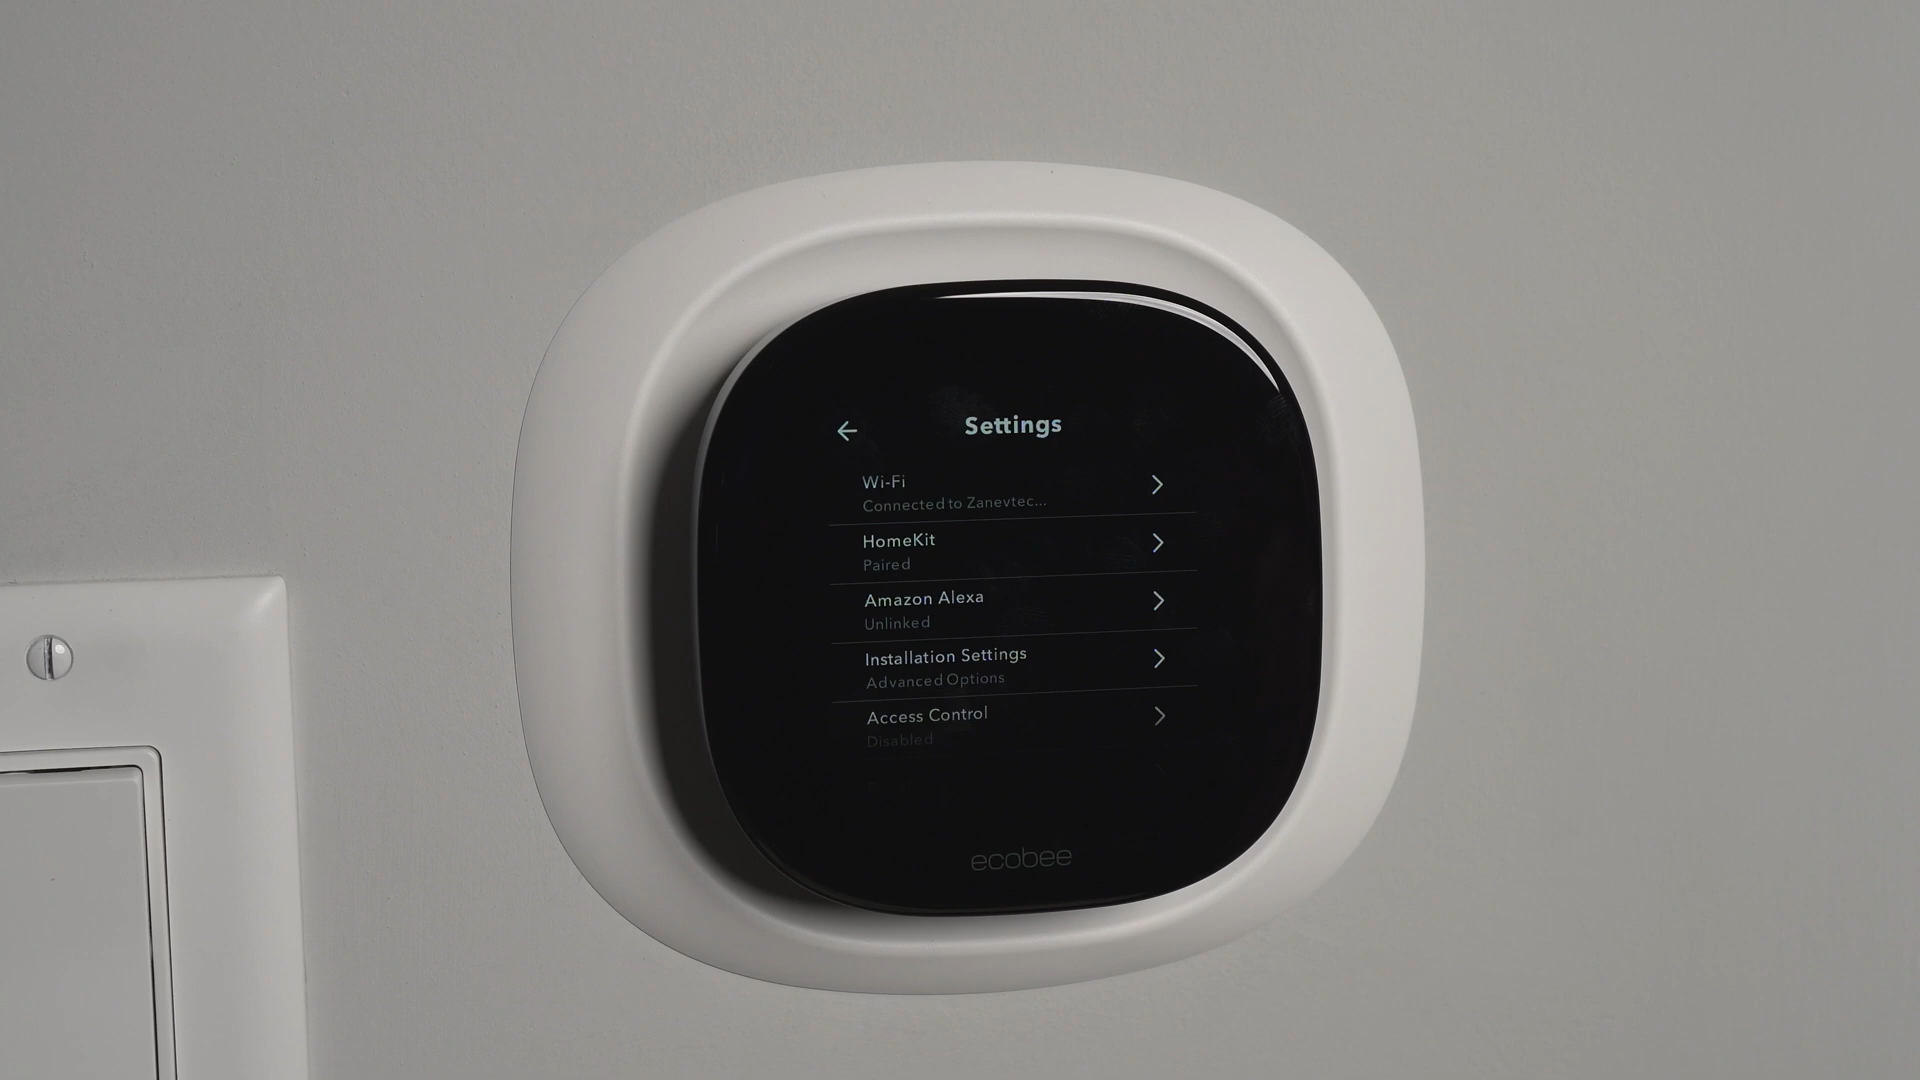 Settings
Wi-Fi
Connected to Zanevtec...
HomeKit
Paired
Amazon Alexa
Unlinked
Installation Settings
Advanced Options
Access Control
Disabled
ecobee